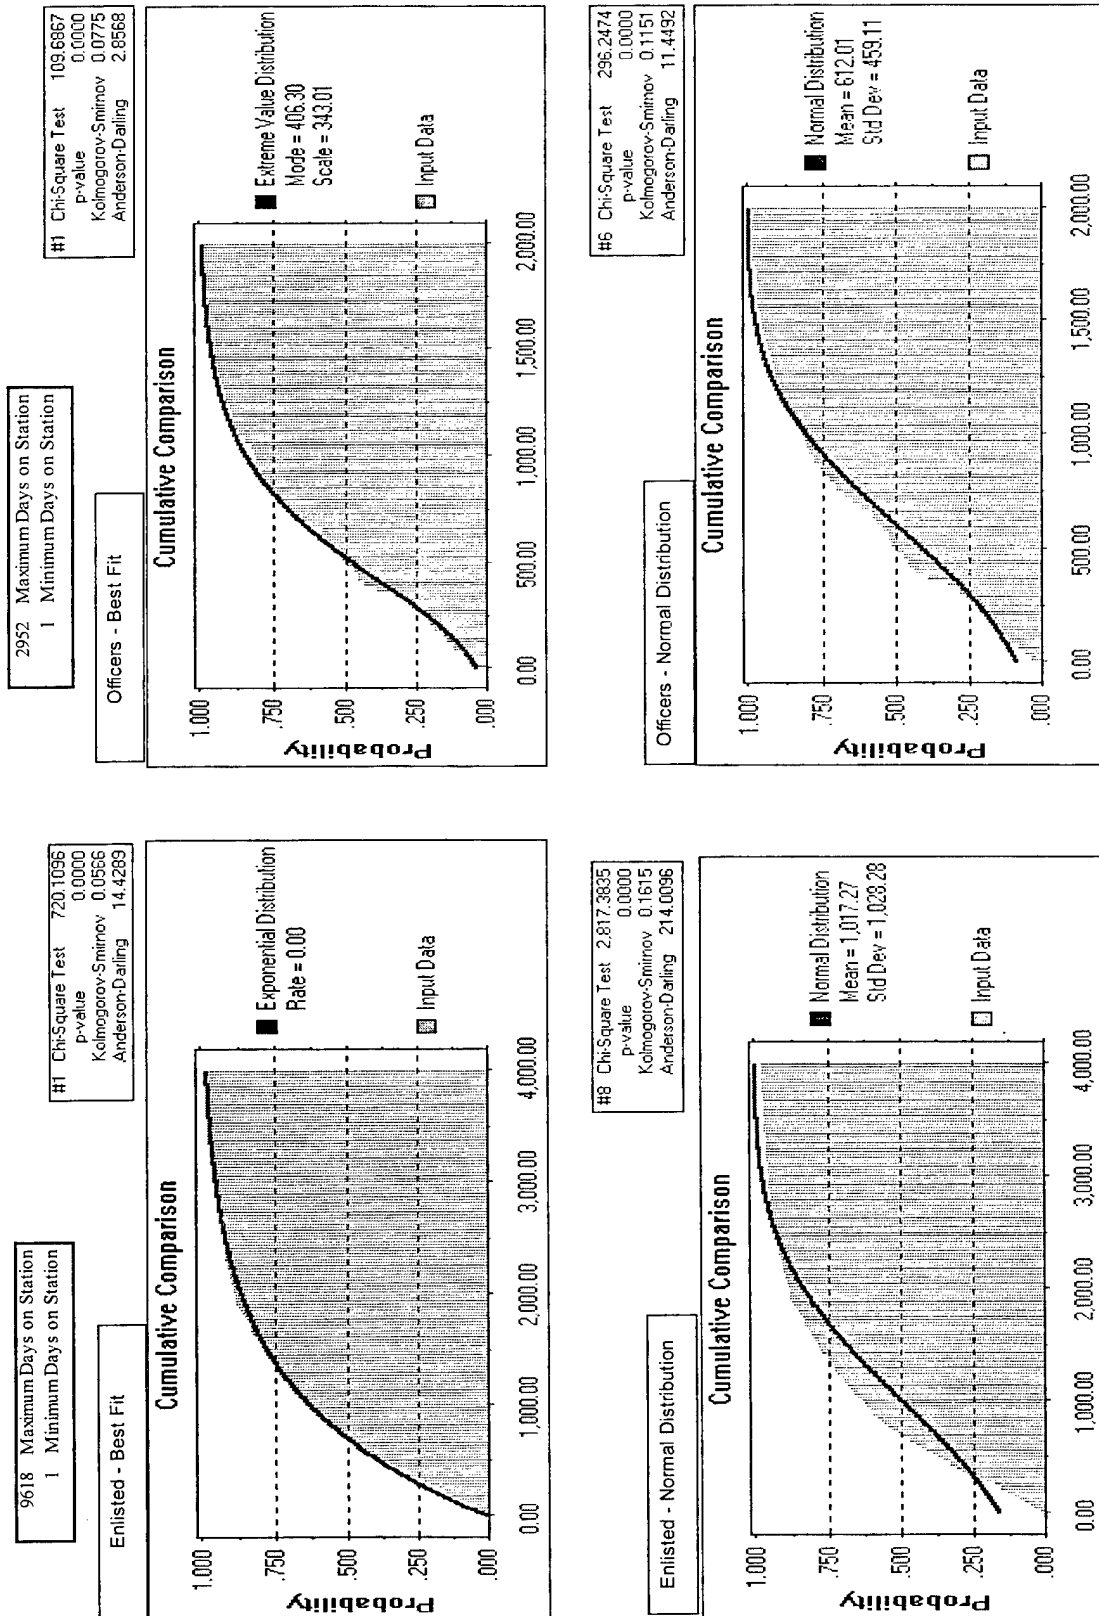 9618 Maximum Days on Station
1 Minimum Days on Station
Enlisted - Best Fit
#1 Chi-Square Test 720.1096
p-value 0.0000
Kolmogorov-Smirnov 0.0566
Anderson-Darling 14.4289
Cumulative Comparison
Probability
1.000
.750
.500
.250
.000
0.00 1,000.00 2,000.00 3,000.00 4,000.00
Exponential Distribution
Rate = 0.00
Input Data
2952 Maximum Days on Station
1 Minimum Days on Station
Officers - Best Fit
#1 Chi-Square Test 109.6867
p-value 0.0000
Kolmogorov-Smirnov 0.0775
Anderson-Darling 2.8568
Cumulative Comparison
Probability
1.000
.750
.500
.250
.000
0.00 500.00 1,000.00 1,500.00 2,000.00
Extreme Value Distribution
Mode = 406.30
Scale = 343.01
Input Data
Enlisted - Normal Distribution
#8 Chi-Square Test 2,817.3835
p-value 0.0000
Kolmogorov-Smirnov 0.1615
Anderson-Darling 214.0096
Cumulative Comparison
Probability
1.000
.750
.500
.250
.000
0.00 1,000.00 2,000.00 3,000.00 4,000.00
Normal Distribution
Mean = 1,017.27
Std Dev = 1,028.28
Input Data
Officers - Normal Distribution
#6 Chi-Square Test 296.2474
p-value 0.0000
Kolmogorov-Smirnov 0.1151
Anderson-Darling 11.4492
Cumulative Comparison
Probability
1.000
.750
.500
.250
.000
0.00 500.00 1,000.00 1,500.00 2,000.00
Normal Distribution
Mean = 612.01
Std Dev = 459.11
Input Data